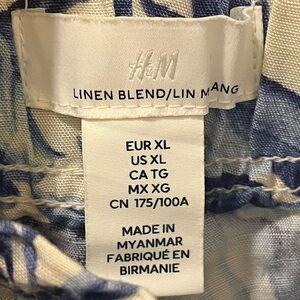 H&M
LINEN BLEND/LIN MANG
EUR XL
US XL
CA TG
MX XG
CN 175/100A
MADE IN
MYANMAR
FABRIQUÉ EN
BIRMANIE